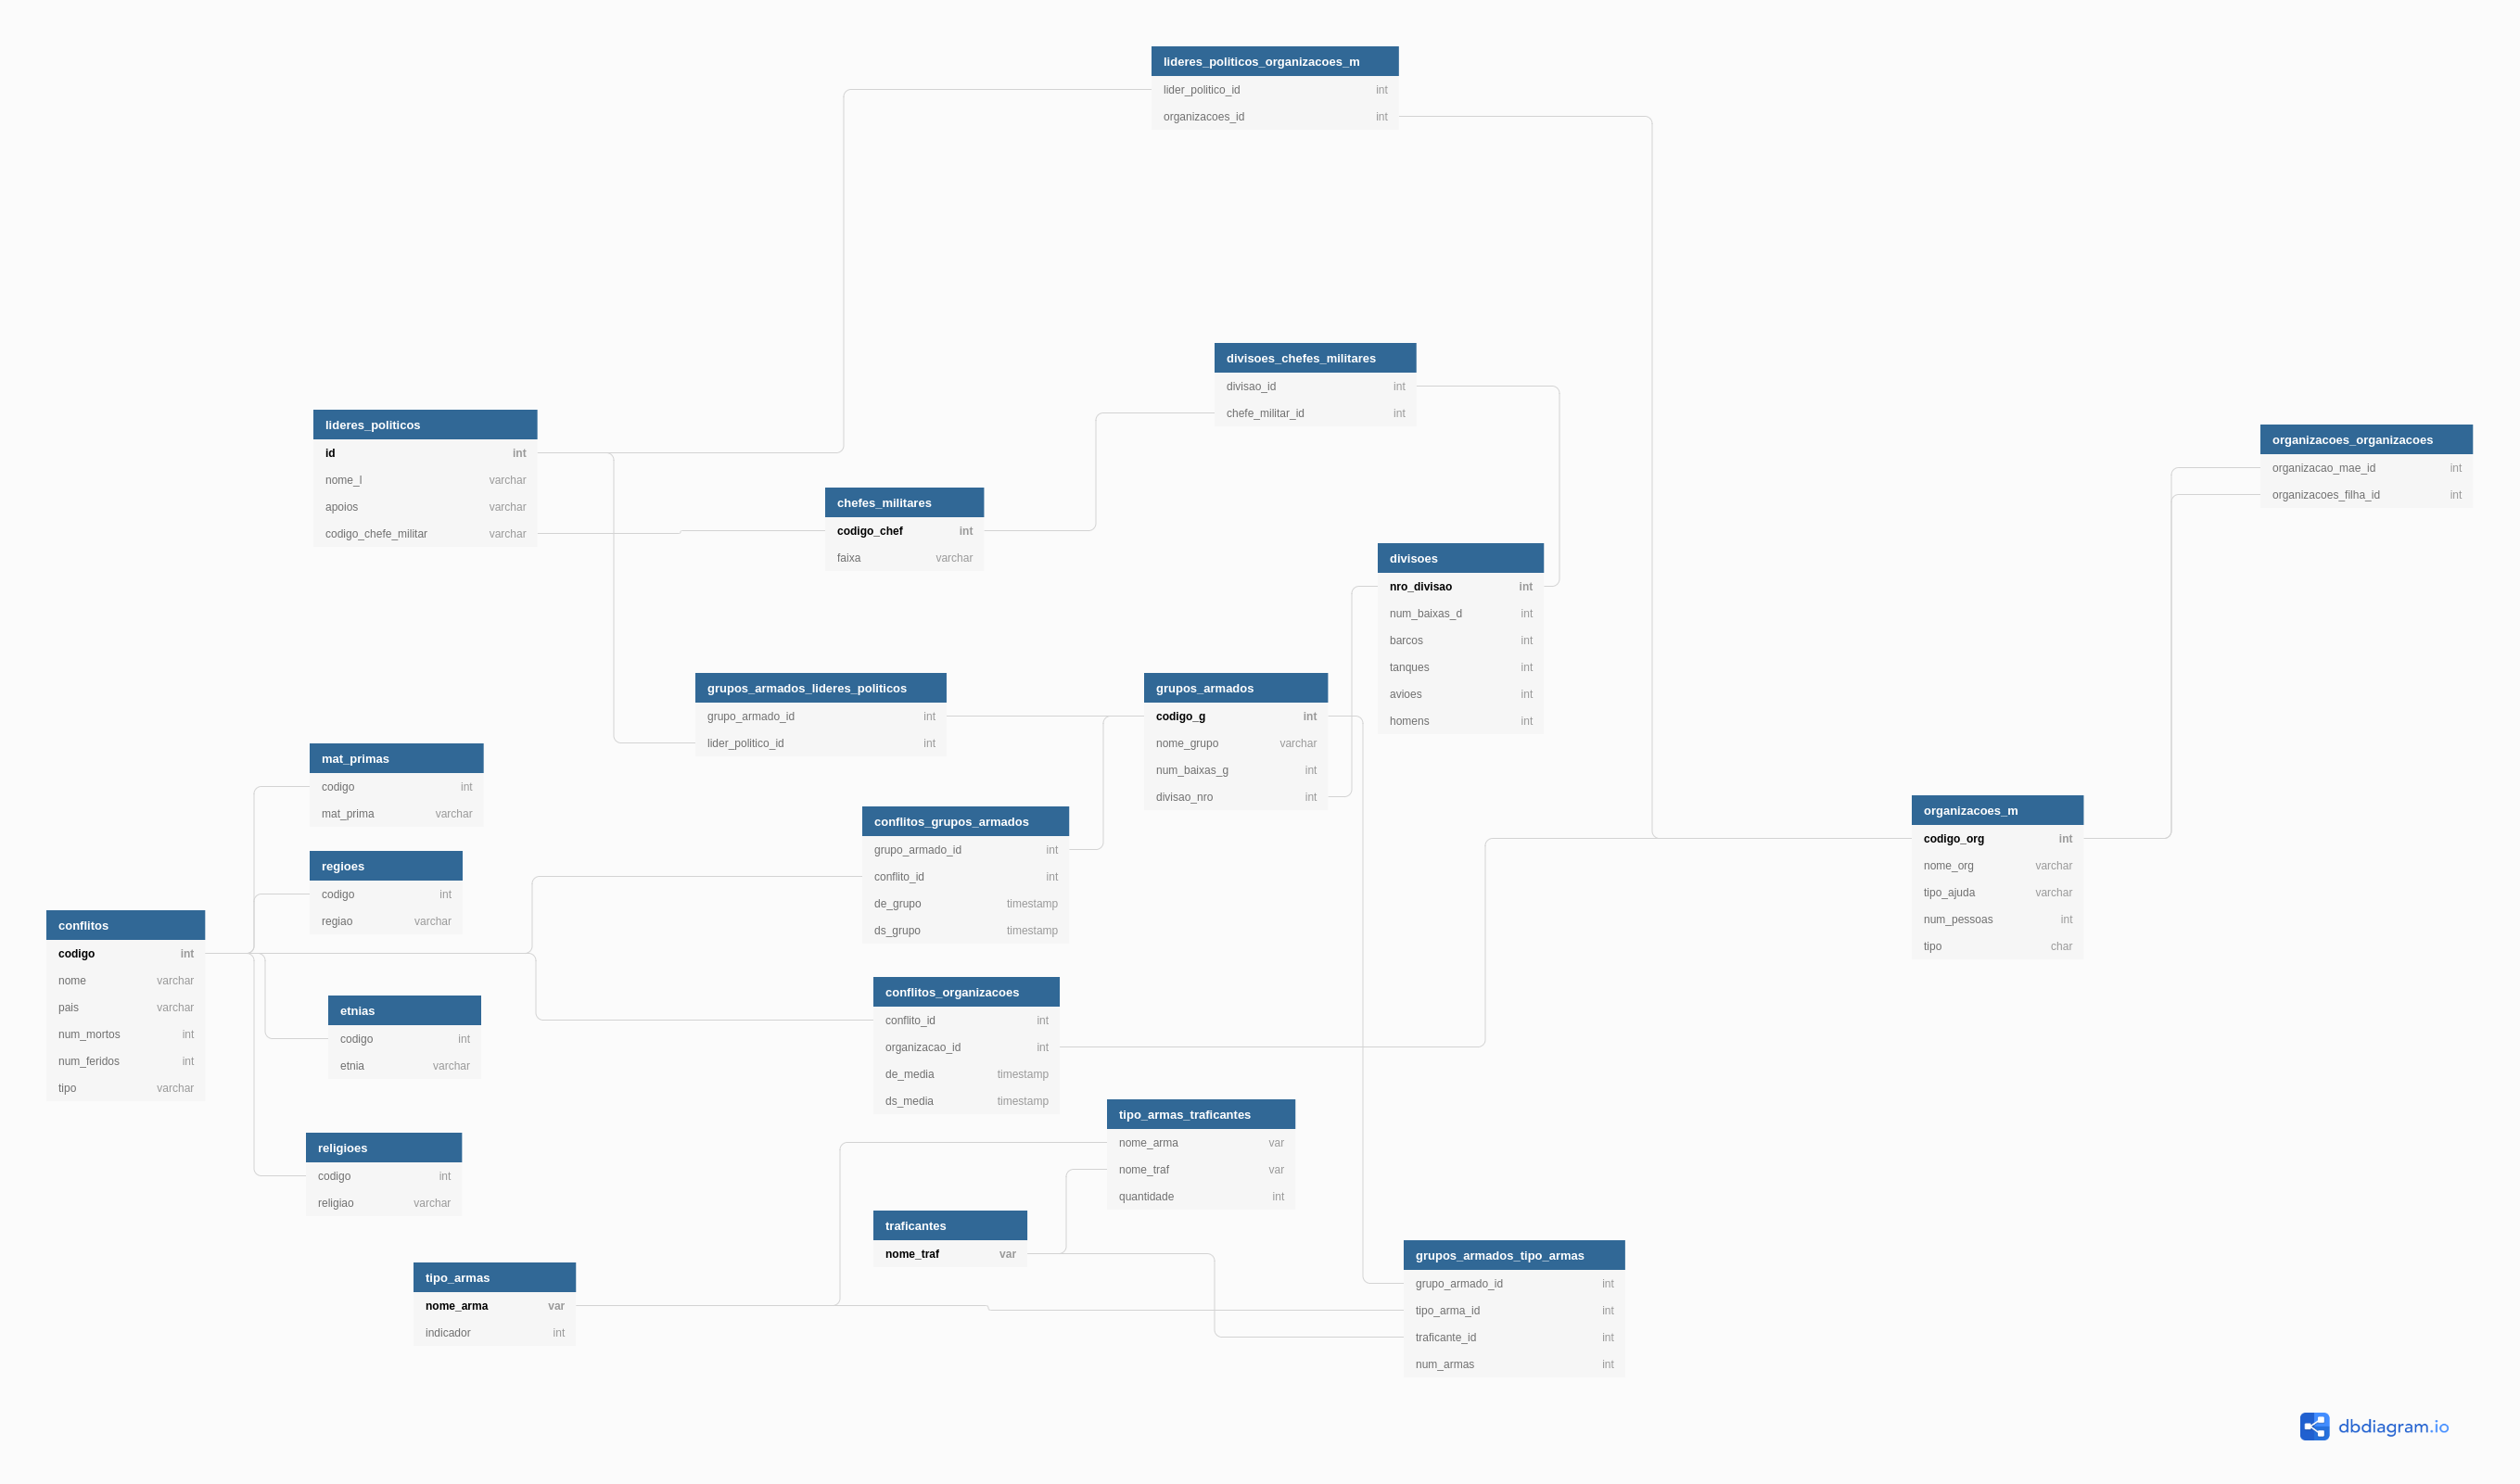 lideres_politicos_organizacoes_m
lider_politico_id int
organizacoes_id int
divisoes_chefes_militares
divisao_id int
chefe_militar_id int
lideres_politicos
id int
nome_l varchar
apoios varchar
codigo_chefe_militar varchar
organizacoes_organizacoes
organizacao_mae_id int
organizacoes_filha_id int
chefes_militares
codigo_chef int
faixa varchar
divisoes
nro_divisao int
num_baixas_d int
barcos int
tanques int
avioes int
homens int
grupos_armados_lideres_politicos
grupo_armado_id int
lider_politico_id int
grupos_armados
codigo_g int
nome_grupo varchar
num_baixas_g int
divisao_nro int
mat_primas
codigo int
mat_prima varchar
organizacoes_m
codigo_org int
nome_org varchar
tipo_ajuda varchar
num_pessoas int
tipo char
conflitos_grupos_armados
grupo_armado_id int
conflito_id int
de_grupo timestamp
ds_grupo timestamp
regioes
codigo int
regiao varchar
conflitos
codigo int
nome varchar
pais varchar
num_mortos int
num_feridos int
tipo varchar
conflitos_organizacoes
conflito_id int
organizacao_id int
de_media timestamp
ds_media timestamp
etnias
codigo int
etnia varchar
tipo_armas_traficantes
nome_arma var
nome_traf var
quantidade int
religioes
codigo int
religiao varchar
traficantes
nome_traf var
grupos_armados_tipo_armas
grupo_armado_id int
tipo_arma_id int
traficante_id int
num_armas int
tipo_armas
nome_arma var
indicador int
dbdiagram.io